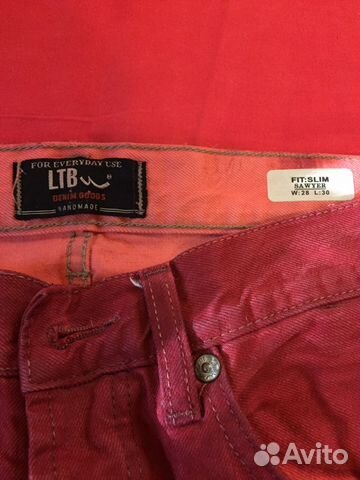 FOR EVERYDAY USE
LTB
®
DENIM.GOODS
HANDMADE
FIT:SLIM
SAWYER
W:28 L:30
Avito